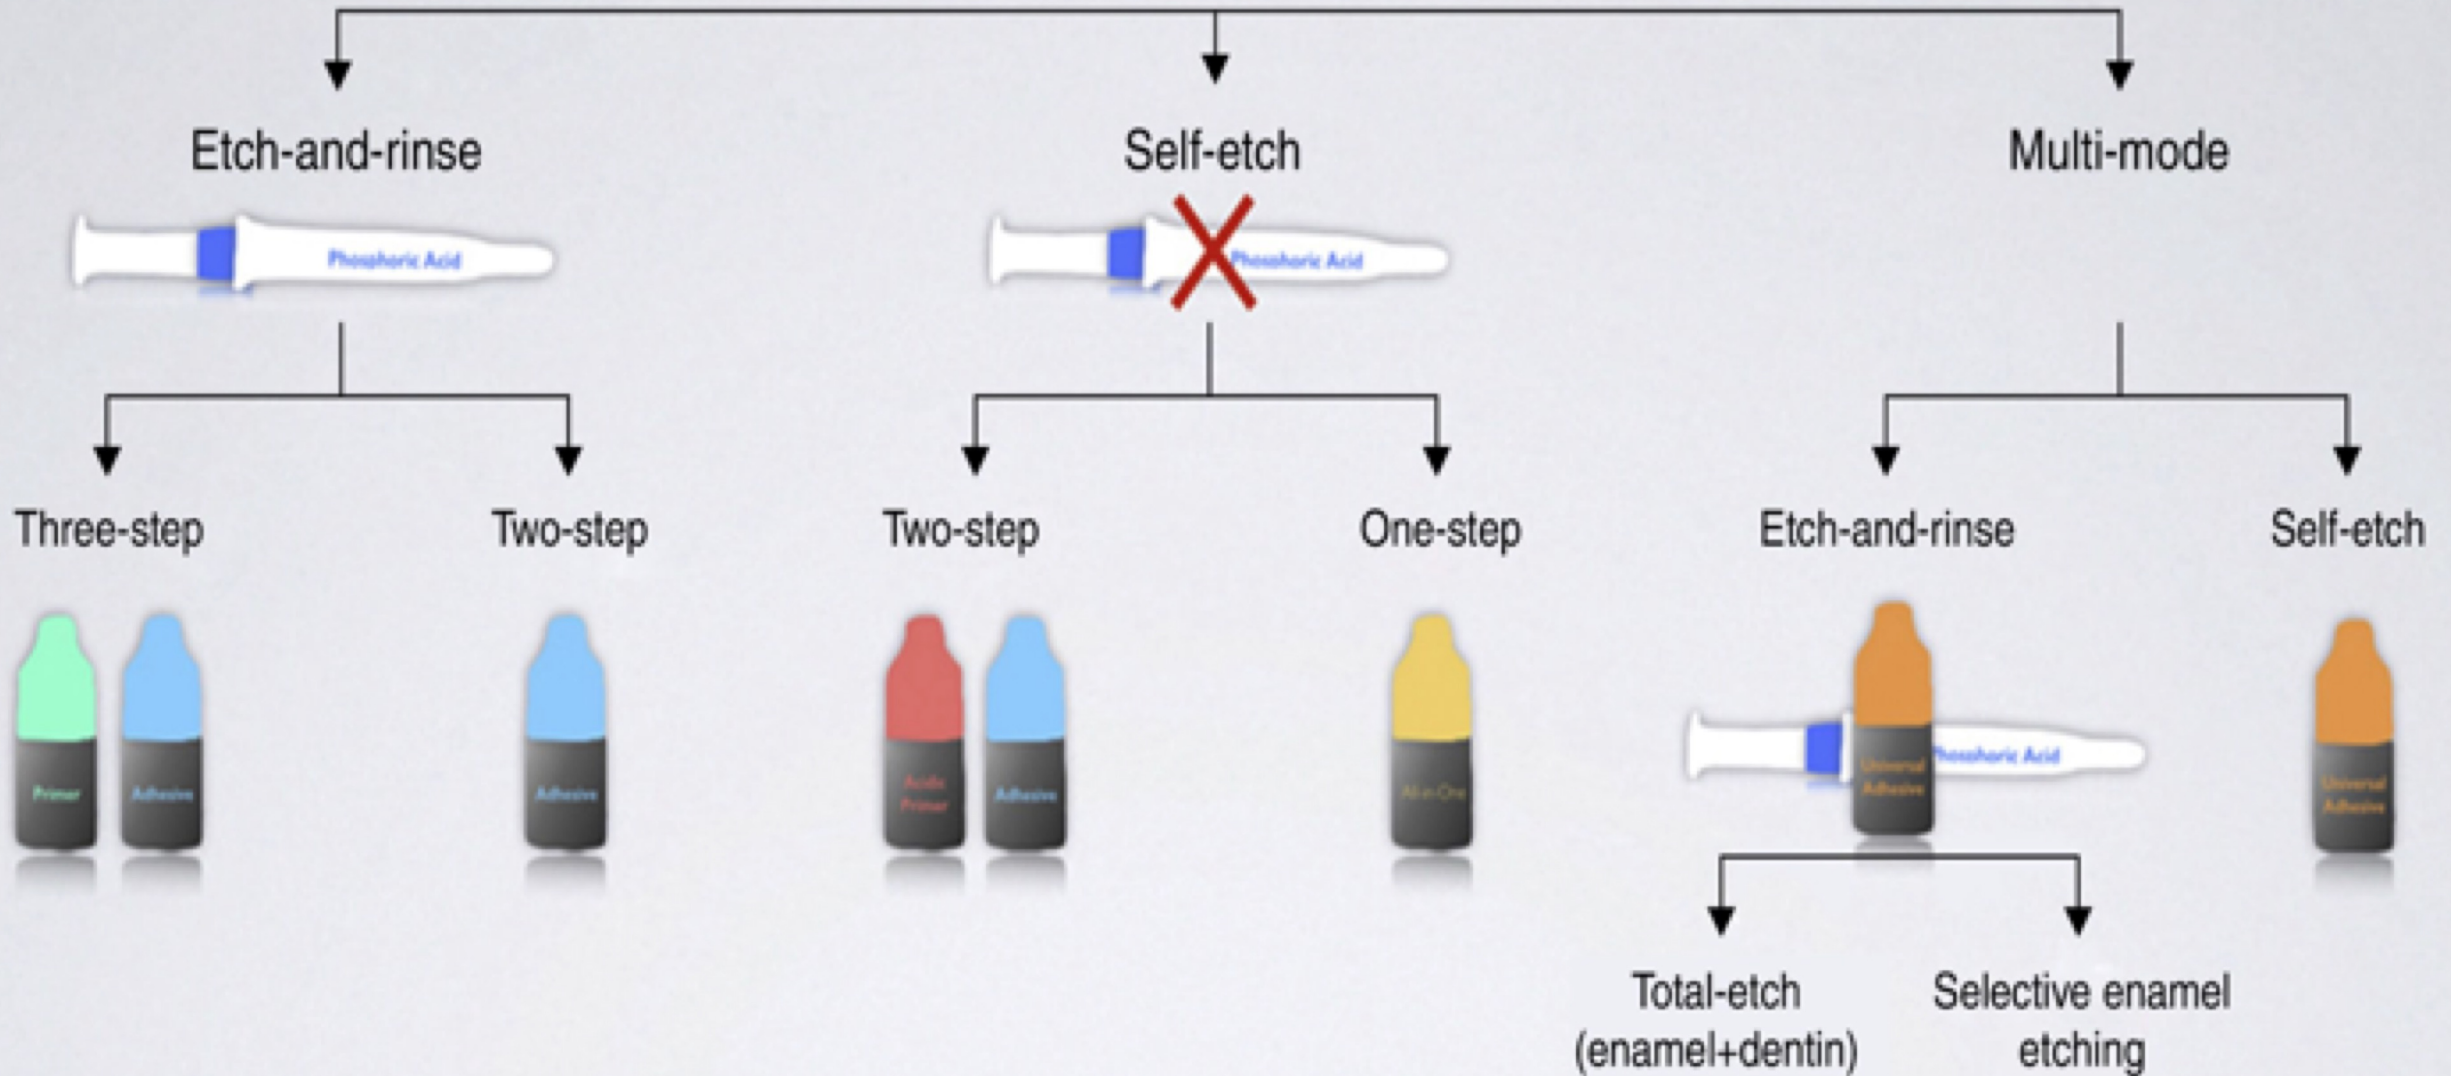 Etch-and-rinse
Self-etch
Multi-mode
Phosphoric Acid
Phosphoric Acid
Three-step
Two-step
Two-step
One-step
Etch-and-rinse
Self-etch
Primer
Adhesive
Adhesive
Acidic
Primer
Adhesive
All-in-One
Universal
Adhesive
Phosphoric Acid
Universal
Adhesive
Total-etch
(enamel+dentin)
Selective enamel
etching